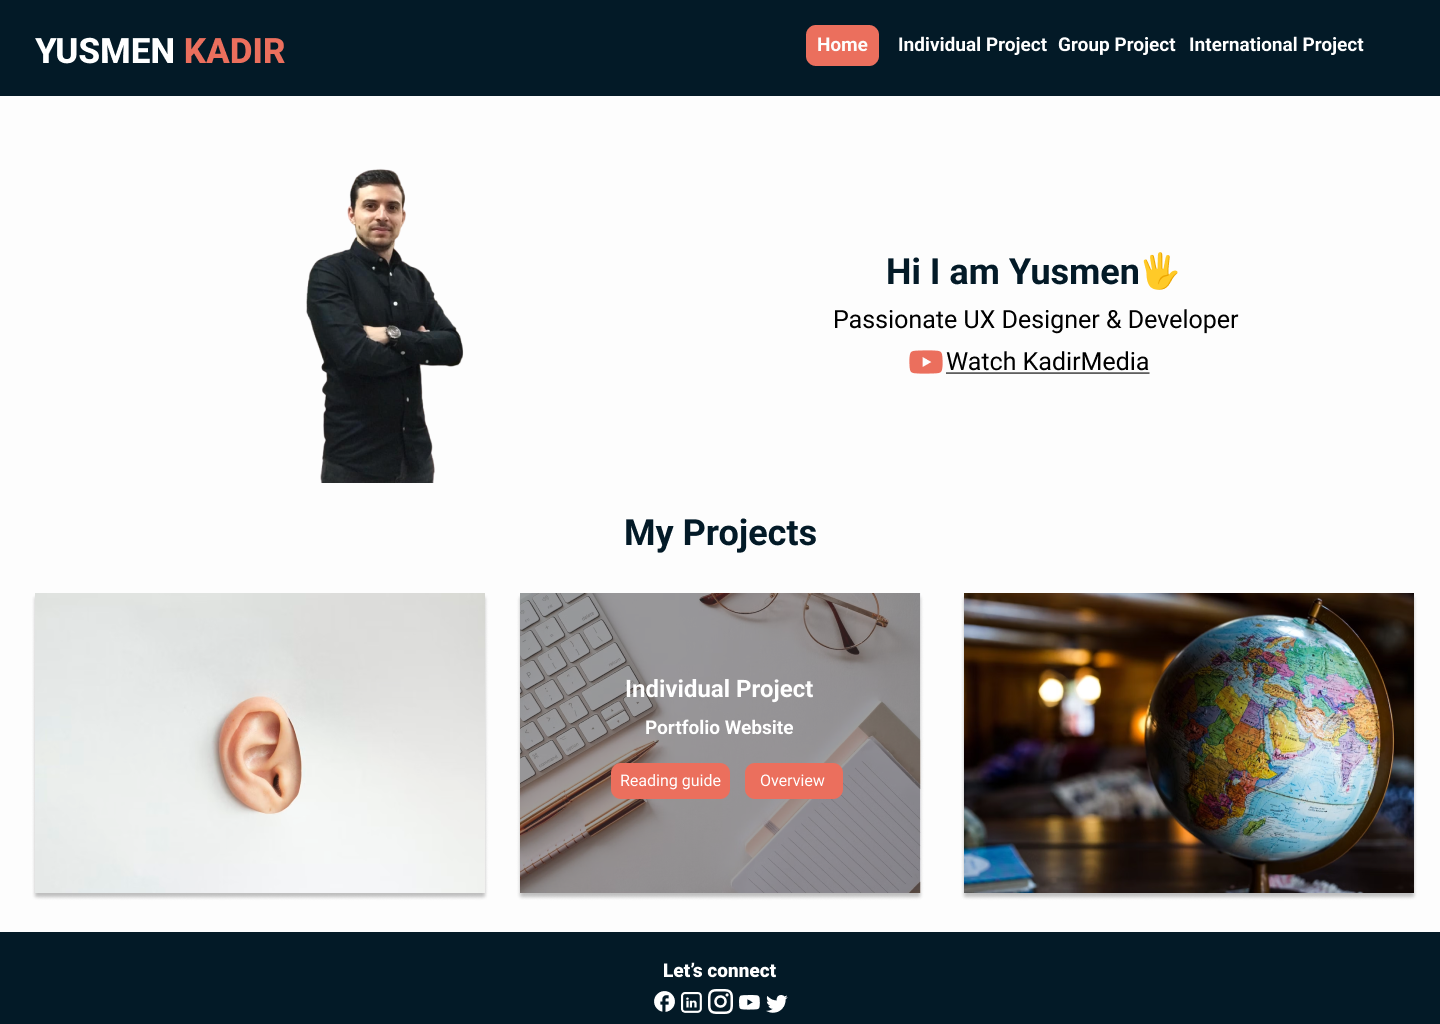 YUSMEN KADIR
Home Individual Project Group Project International Project
Hi I am Yusmen🖐
Passionate UX Designer & Developer
Watch KadirMedia
My Projects
Individual Project
Portfolio Website
Reading guide Overview
Let’s connect